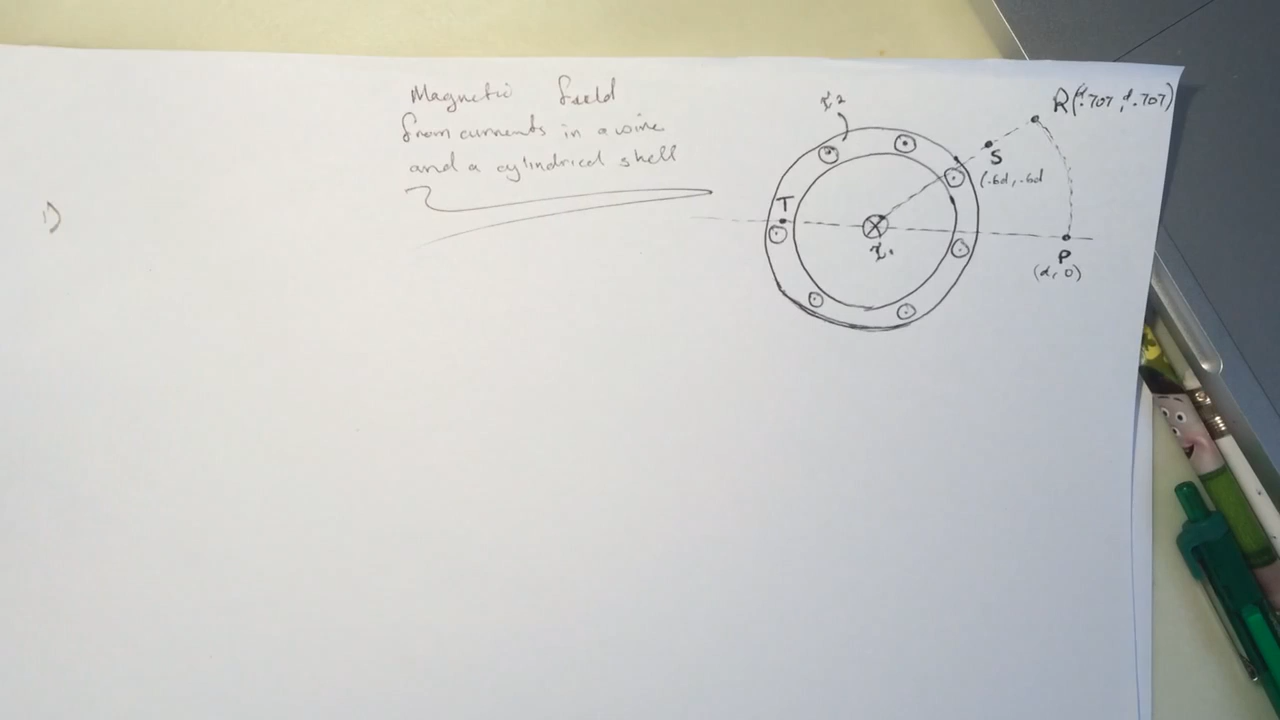 Magnetic field
from currents in a wire
and a cylindrical shell
1)
I2
R(d.707, d.707)
S
(.6d, .6d
T
I1
P
(d, 0)